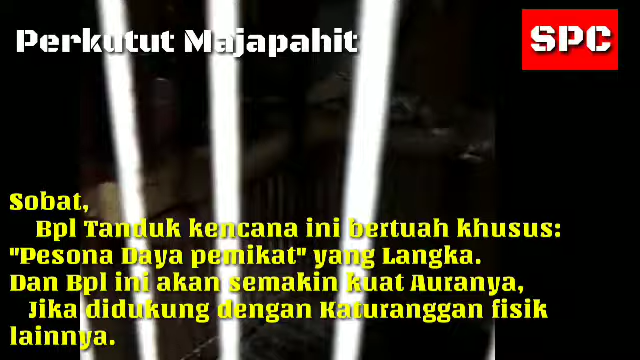 Perkutut Majapahit
SPC
Sobat,
Bpl Tanduk kencana ini bertuah khusus:
"Pesona Daya pemikat" yang Langka.
Dan Bpl ini akan semakin kuat Auranya,
Jika didukung dengan Katuranggan fisik
lainnya.